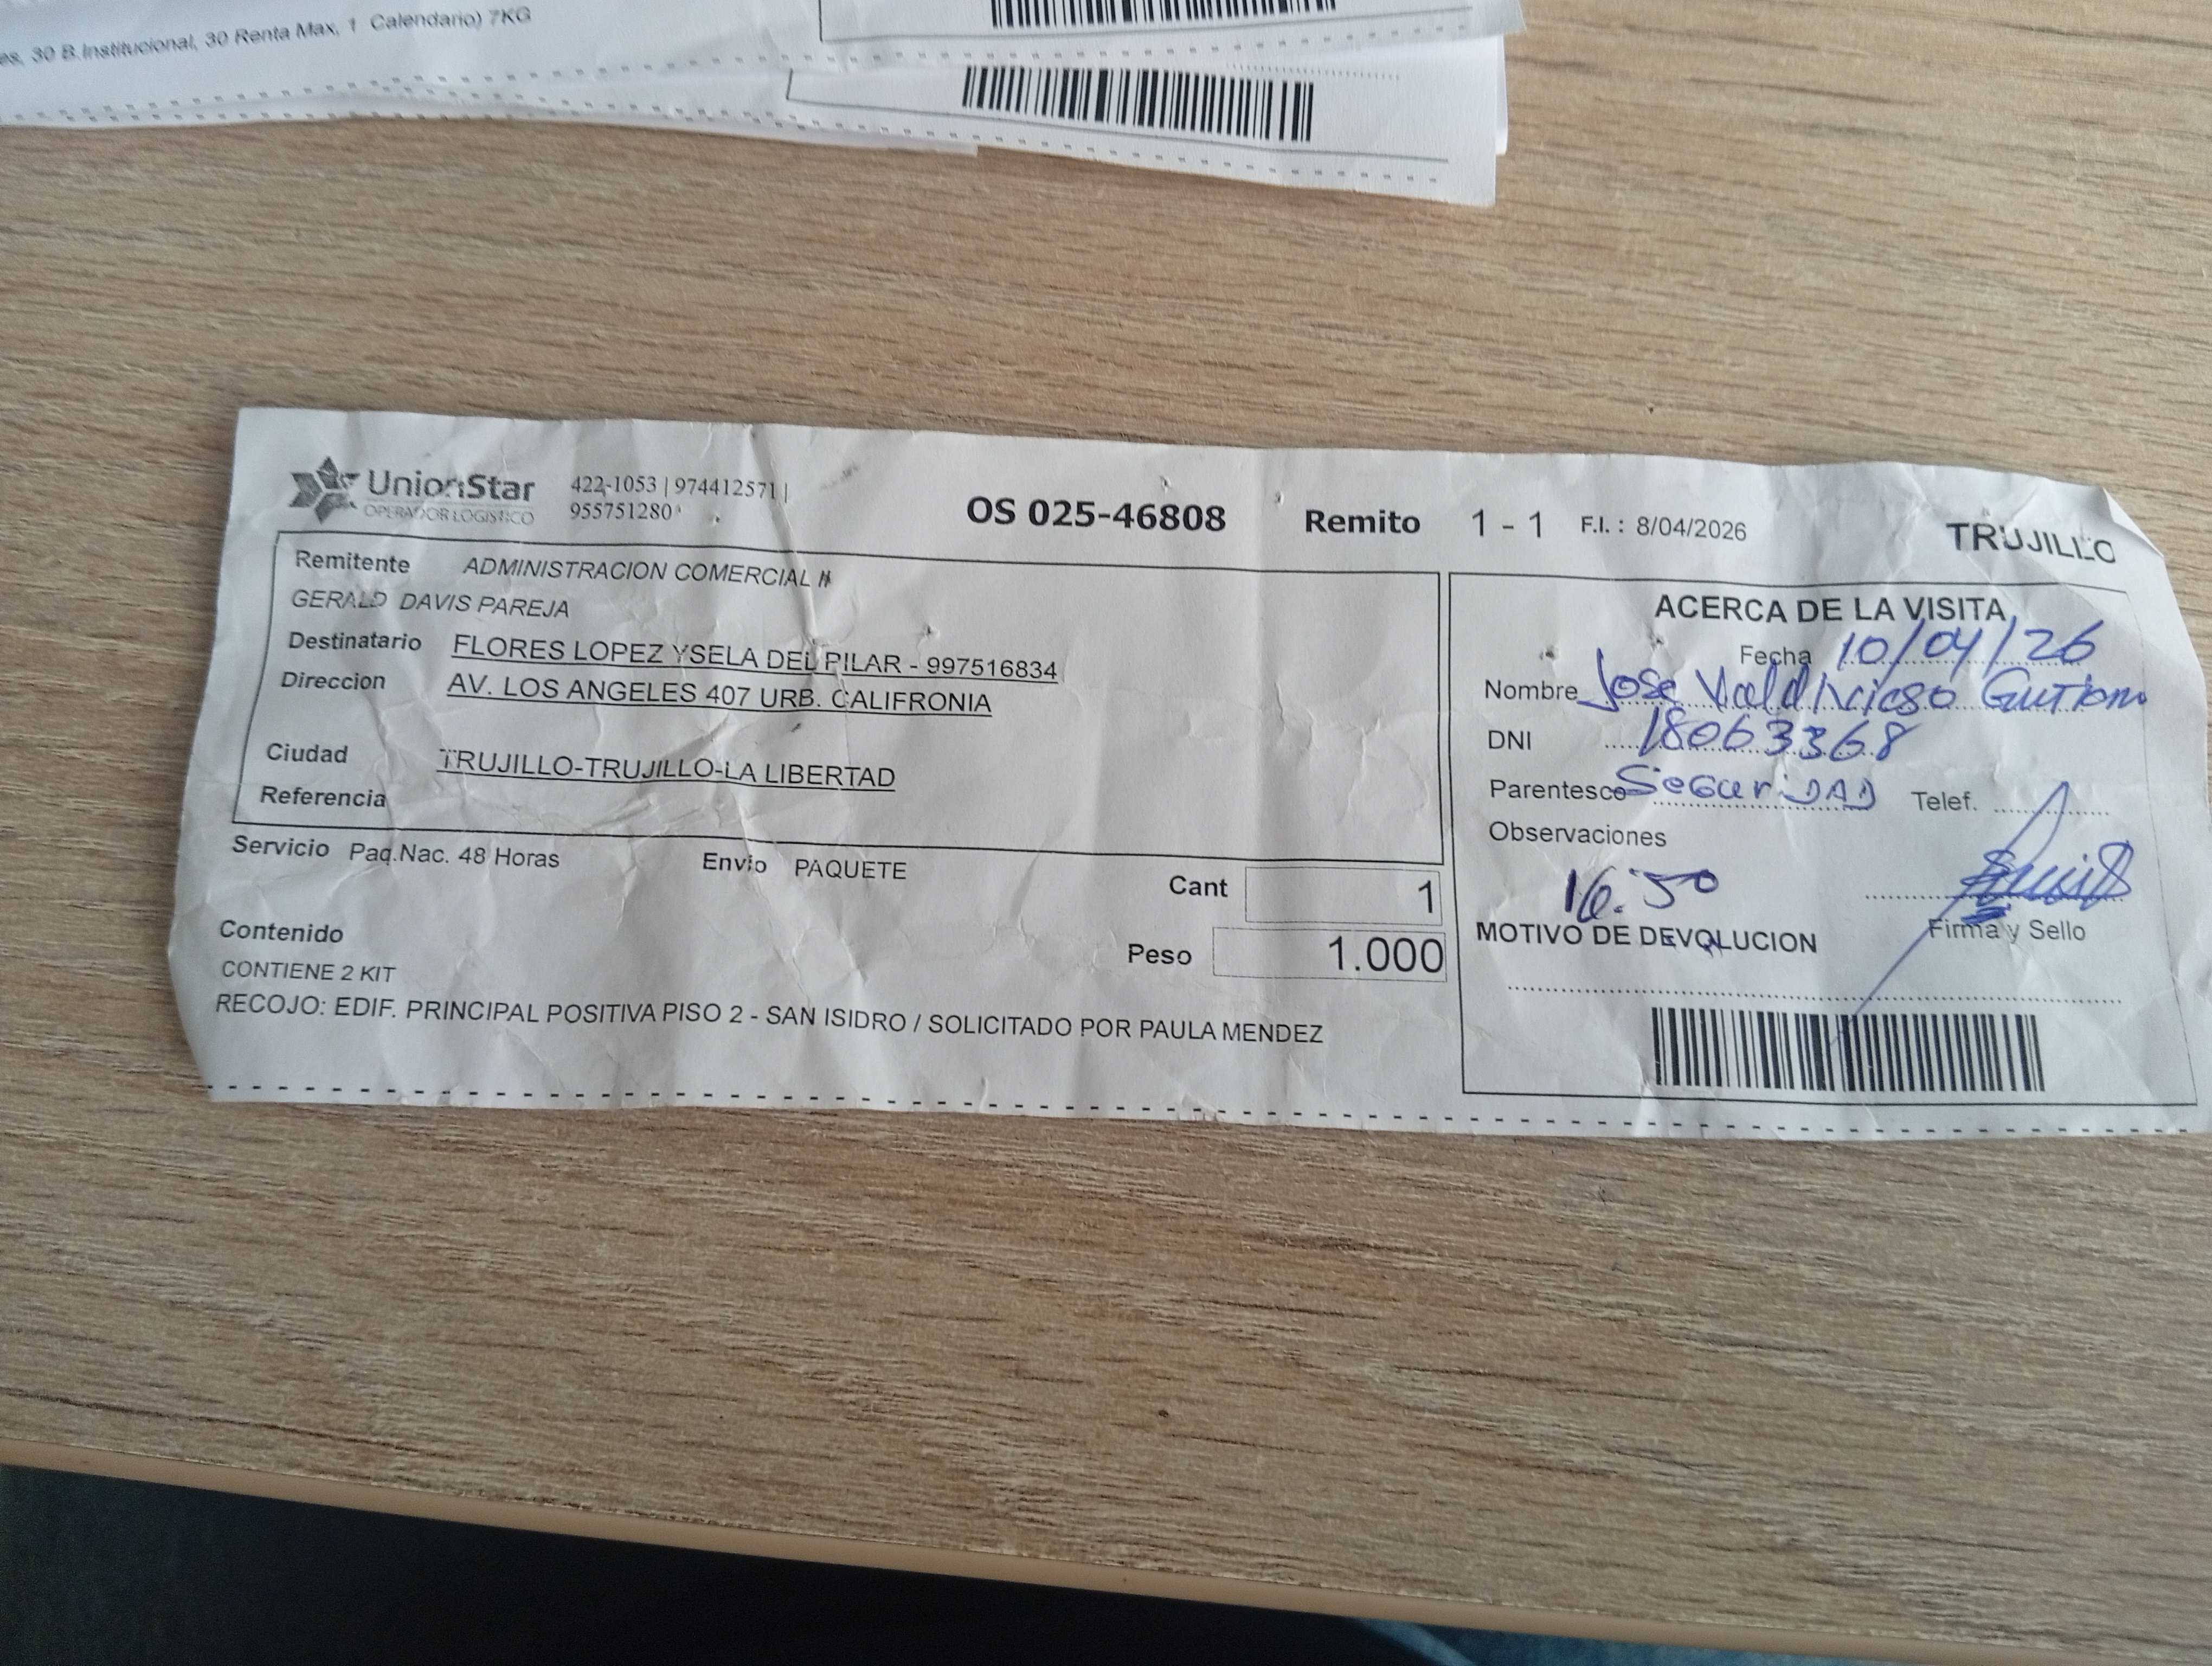 es, 30 B.Institucional, 30 Renta Max, 1 Calendario) 7KG
UnionStar
OPERADOR LOGISTICO
422-1053 | 974412571 |
955751280
OS 025-46808 Remito 1 - 1 F.I. : 8/04/2026 TRUJILLO
Remitente ADMINISTRACION COMERCIAL
GERALD DAVIS PAREJA
Destinatario FLORES LOPEZ YSELA DEL PILAR - 997516834
Direccion AV. LOS ANGELES 407 URB. CALIFRONIA
Ciudad TRUJILLO-TRUJILLO-LA LIBERTAD
Referencia
Servicio Paq.Nac. 48 Horas Envio PAQUETE
Cant 1
Peso 1.000
Contenido
CONTIENE 2 KIT
RECOJO: EDIF. PRINCIPAL POSITIVA PISO 2 - SAN ISIDRO / SOLICITADO POR PAULA MENDEZ
ACERCA DE LA VISITA
Fecha 10/04/26
Nombre Jose Valdivieso
DNI 18063368
Parentesco SeGuriDAD Telef.
Observaciones
16:50
Firma y Sello
MOTIVO DE DEVOLUCION